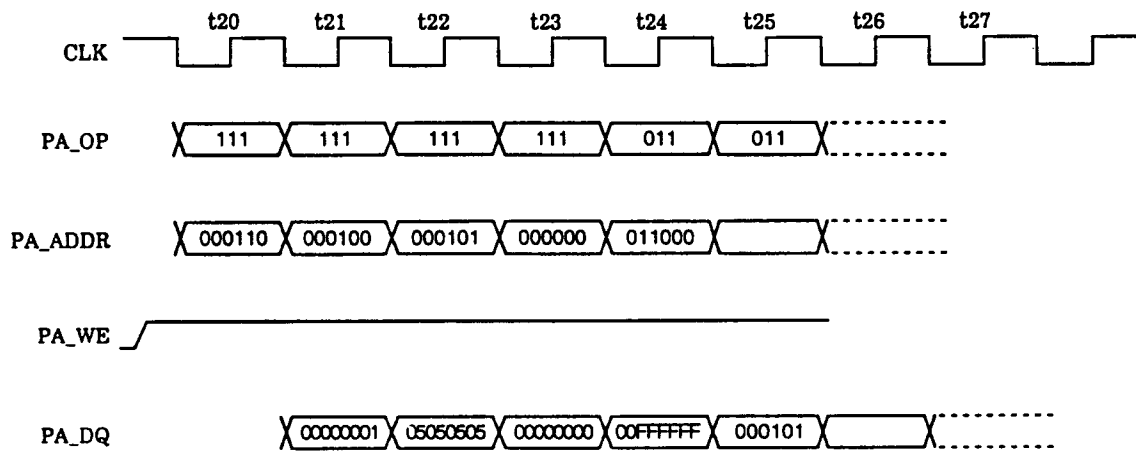 t20 t21 t22 t23 t24 t25 t26 t27
CLK
PA_OP 111 111 111 111 011 011
PA_ADDR 000110 000100 000101 000000 011000
PA_WE
PA_DQ 00000001 05050505 00000000 00FFFFFF 000101